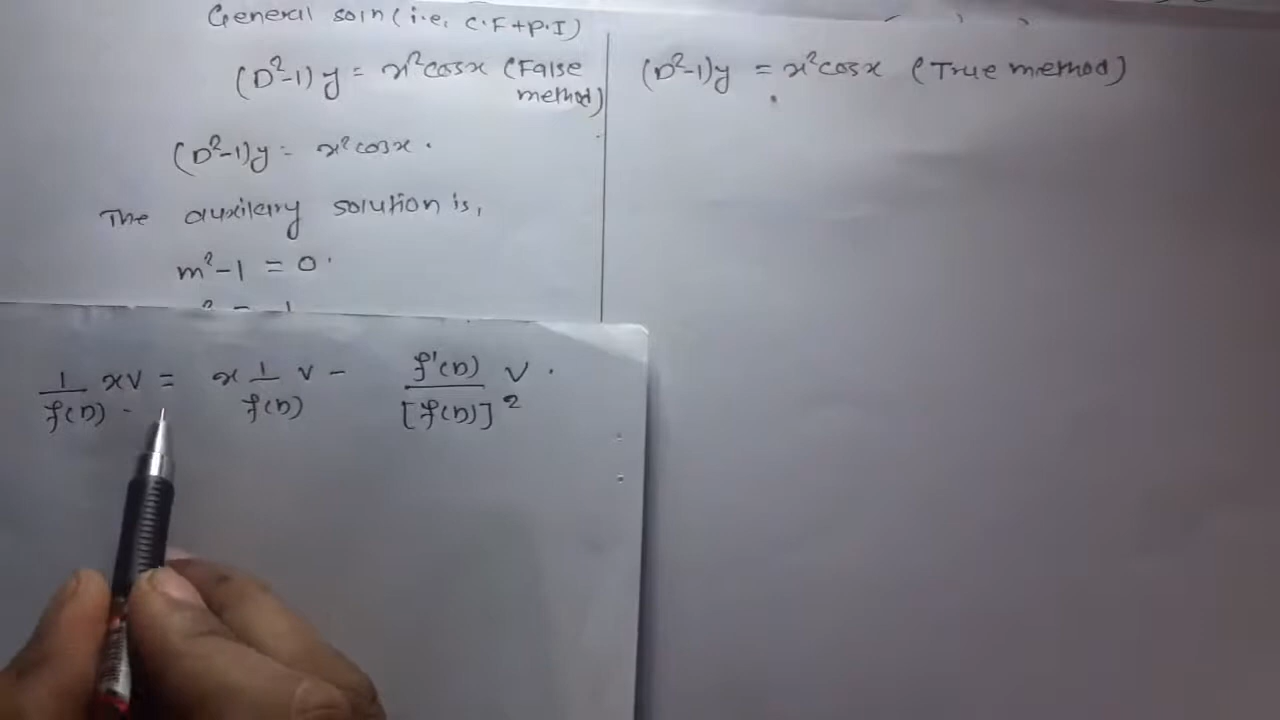 General soln (i.e. C.F+P.I)
(D²-1)y = x²cosx (False method)
(D²-1)y = x²cosx.
The auxilary solution is,
m²-1 = 0.
(D²-1)y = x²cosx (True method)
1/f(D) xV = x 1/f(D) V - f'(D)/[f(D)]² V.